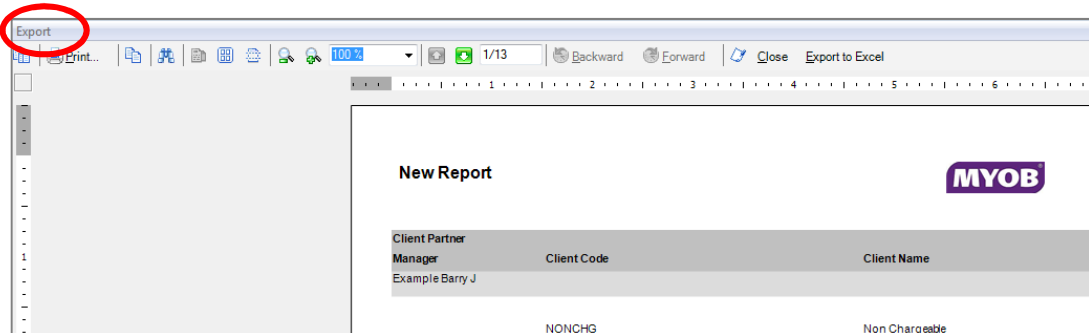 Export
Print... 100 % 1/13 Backward Forward Close Export to Excel
1 2 3 4 5 6
New Report
MYOB
Client Partner
Manager Client Code Client Name
Example Barry J
1
NONCHG Non Chargeable